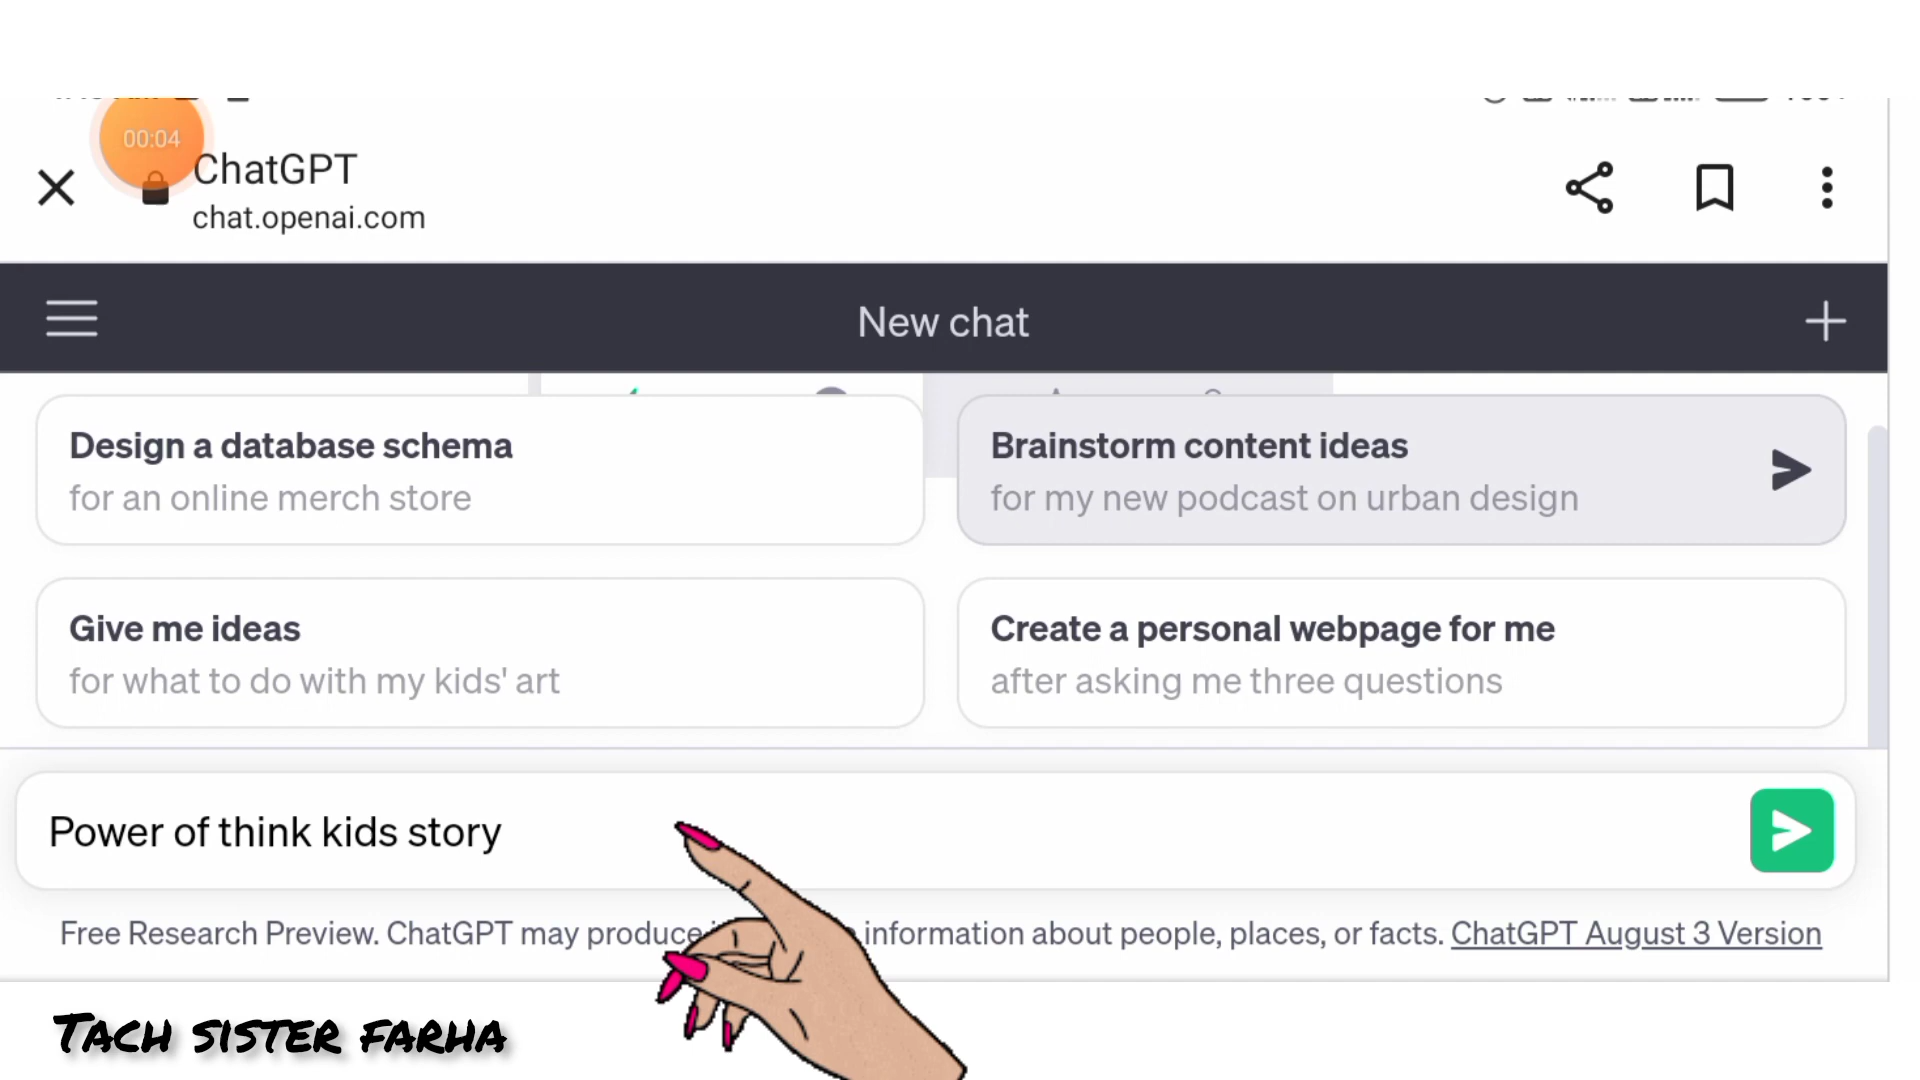 00:04
ChatGPT
chat.openai.com
New chat
Design a database schema
for an online merch store
Brainstorm content ideas
for my new podcast on urban design
Give me ideas
for what to do with my kids' art
Create a personal webpage for me
after asking me three questions
Power of think kids story
Free Research Preview. ChatGPT may produce information about people, places, or facts. ChatGPT August 3 Version
TACH SISTER FARHA